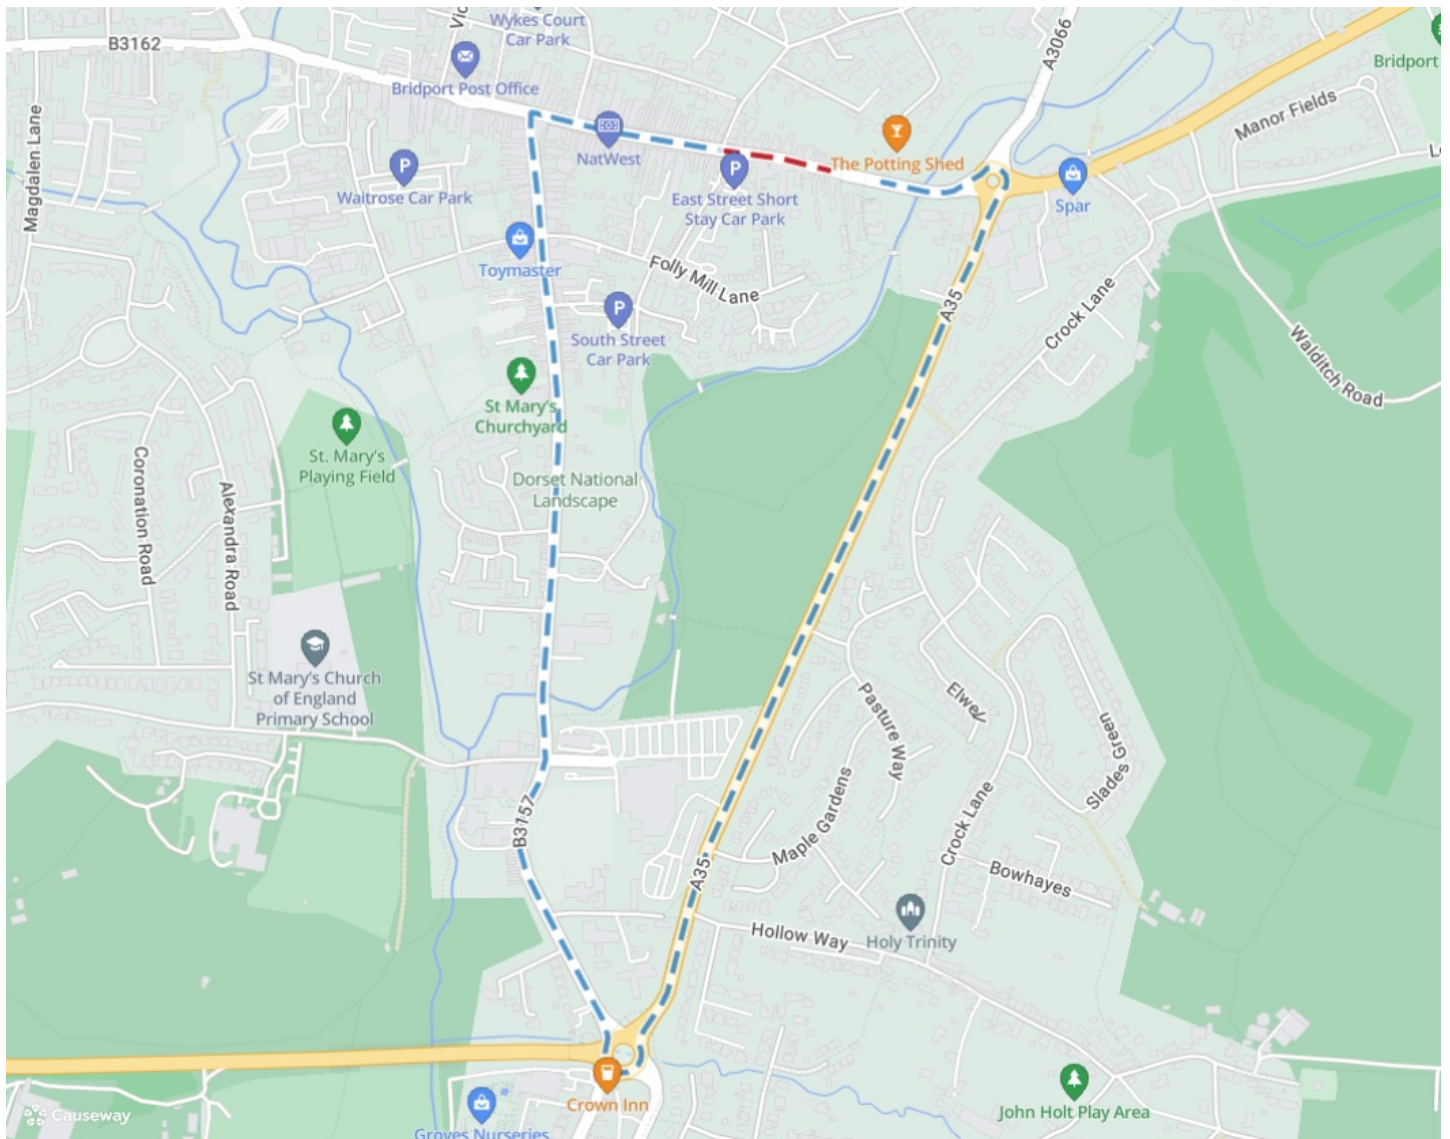 B3162
Vic
Wykes Court
Car Park
A3066
Bridport
Bridport Post Office
Manor Fields
Magdalen Lane
NatWest
The Potting Shed
Waitrose Car Park
East Street Short
Stay Car Park
Spar
Toymaster
Folly Mill Lane
A35
Crock Lane
South Street
Car Park
Walditch Road
St Mary's
Churchyard
St. Mary's
Playing Field
Coronation Road
Alexandra Road
Dorset National
Landscape
St Mary's Church
of England
Primary School
Elwell
Pasture Way
Slades Green
Maple Gardens
B3157
A35
Crock Lane
Bowhayes
Hollow Way
Holy Trinity
Crown Inn
John Holt Play Area
Causeway
Groves Nurseries